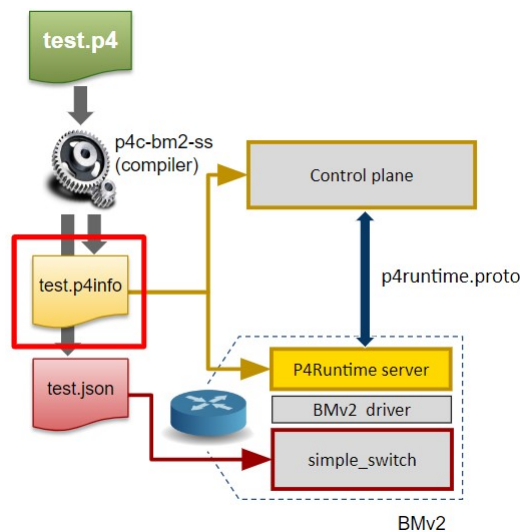 test.p4
p4c-bm2-ss
(compiler)
Control plane
test.p4info
p4runtime.proto
P4Runtime server
test.json
BMv2 driver
simple_switch
BMv2